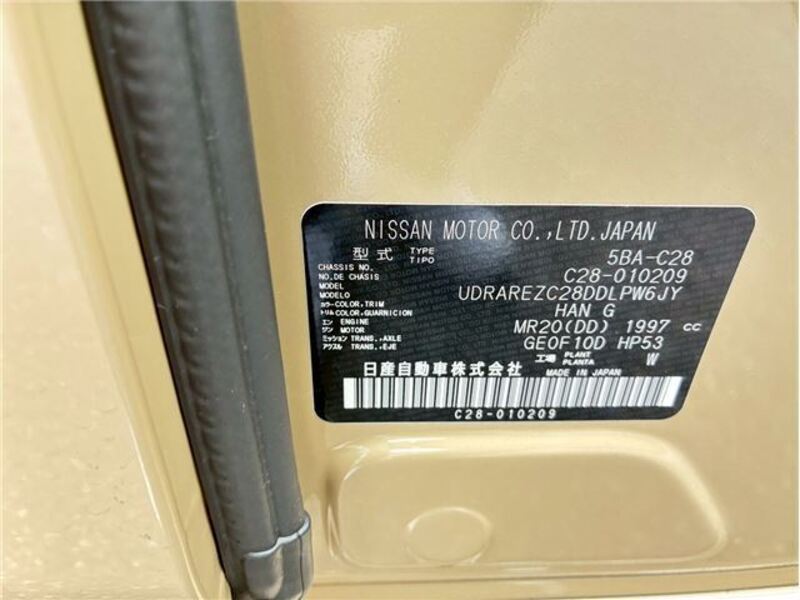 NISSAN MOTOR CO.,LTD.JAPAN
型式 TYPE TIPO 5BA-C28
CHASSIS NO. NO.DE CHASIS C28-010209
MODEL MODELO UDRAREZC28DDLPW6JY
カラー COLOR,TRIM トリム COLOR,GUARNICION HAN G
エンジン ENGINE MOTOR MR20(DD) 1997 cc
ミッション TRANS.,AXLE アクスル TRANS.,EJE GE0F10D HP53
工場 PLANT PLANTA W
日産自動車株式会社 MADE IN JAPAN
C28-010209